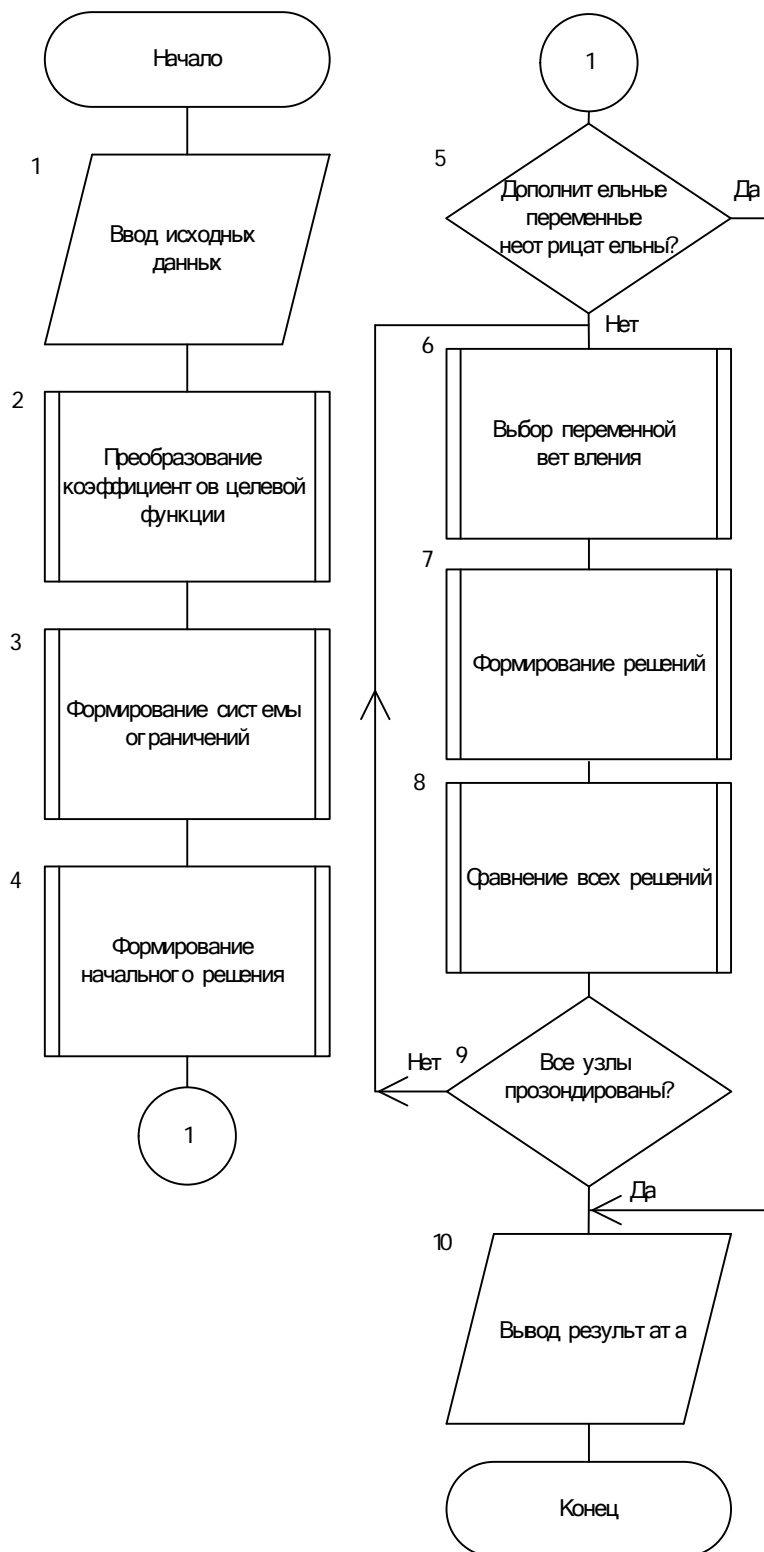 Начало
1
Ввод исходных
данных
2
Преобразование
коэффициентов целевой
функции
3
Формирование системы
ограничений
4
Формирование
начального решения
1
1
5
Дополнительные
переменные
неотрицательны?
Да
Нет
6
Выбор переменной
ветвления
7
Формирование решений
8
Сравнение всех решений
Нет
9
Все узлы
прозондированы?
Да
10
Вывод результата
Конец